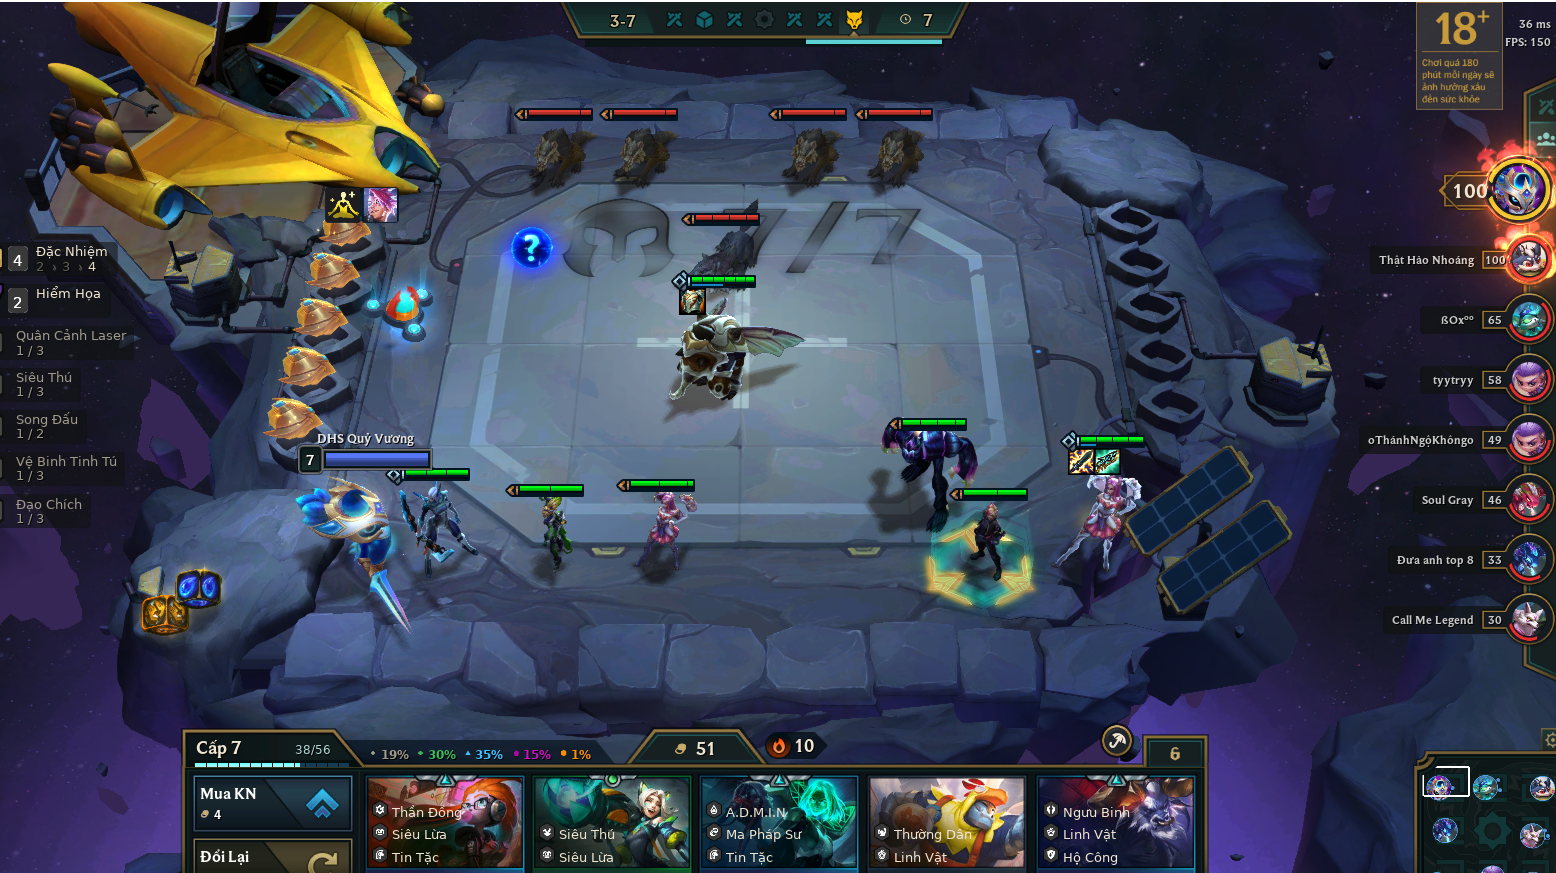 3-7
7
18+
Chơi quá 180
phút mỗi ngày sẽ
ảnh hưởng xấu
đến sức khỏe
36 ms
FPS: 150
7/7
?
100
Thật Hào Nhoáng 100
ßOxºº 65
tyytryy 58
oThánhNgộKhôngo 49
Soul Gray 46
Đưa anh top 8 33
Call Me Legend 30
4 Đặc Nhiệm
2 › 3 › 4
2 Hiểm Họa
Quân Cảnh Laser
1 / 3
Siêu Thú
1 / 3
Song Đấu
1 / 2
Vệ Binh Tinh Tú
1 / 3
Đạo Chích
1 / 3
DHS Quỷ Vương
7
Cấp 7 38/56
19% 30% 35% 15% 1%
51
10
6
Mua KN
4
Đổi Lại
Thần Đồng
Siêu Lừa
Tin Tặc
Siêu Thú
Siêu Lừa
A.D.M.I.N
Ma Pháp Sư
Tin Tặc
Thường Dân
Linh Vật
Ngưu Binh
Linh Vật
Hộ Công